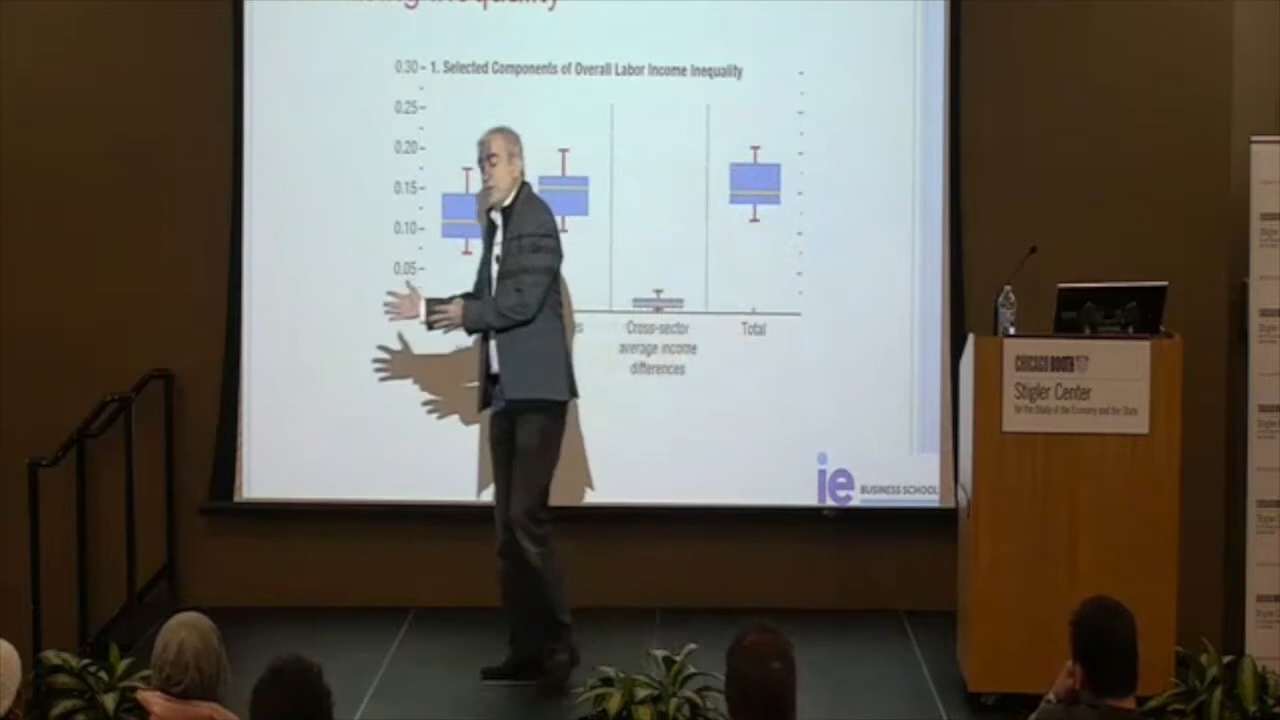 0.30 – 1. Selected Components of Overall Labor Income Inequality
0.25–
0.20 –
0.15 –
0.10 –
0.05–
Cross-sector
average income
differences
Total
ie
BUSINESS SCHOOL
CHICAGO BOOTH
Stigler Center
for the Study of the Economy and the State